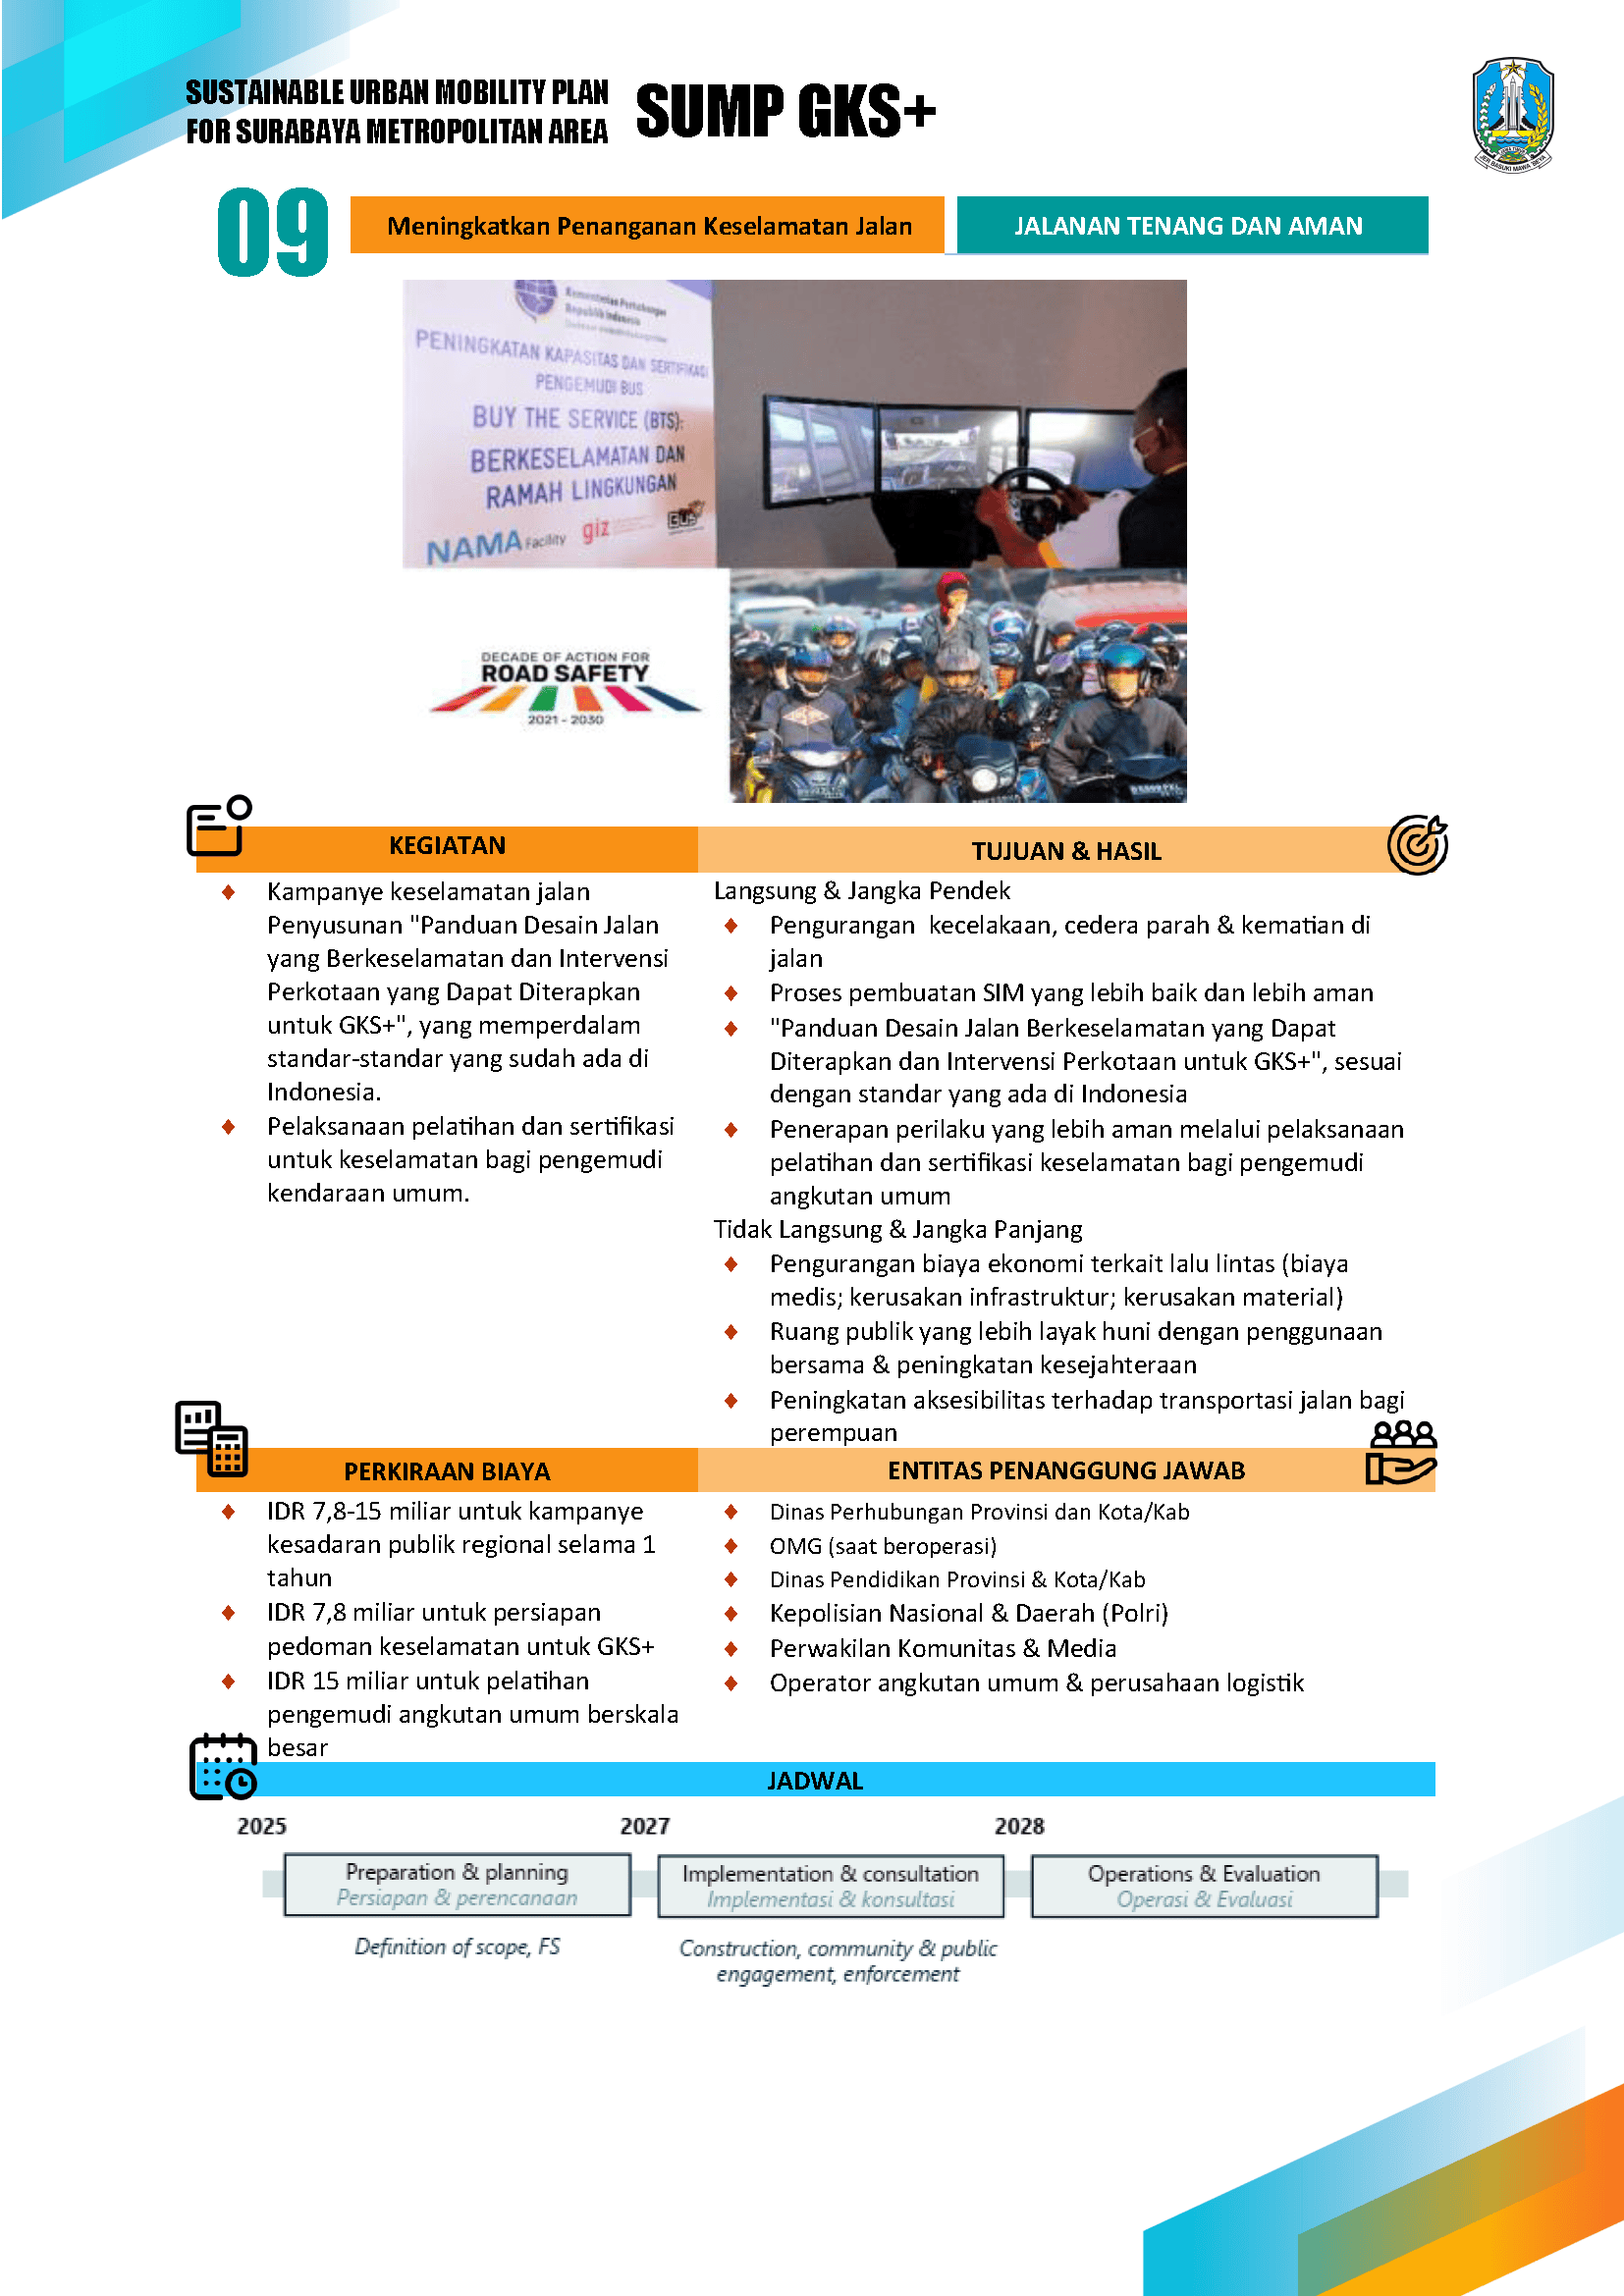 SUSTAINABLE URBAN MOBILITY PLAN
FOR SURABAYA METROPOLITAN AREA
SUMP GKS+
JER BASUKI MAWA BEYA
09
Meningkatkan Penanganan Keselamatan Jalan
JALANAN TENANG DAN AMAN
Kementerian Perhubungan
Republik Indonesia
PENINGKATAN KAPASITAS DAN SERTIFIKASI
PENGEMUDI BUS
BUY THE SERVICE (BTS):
BERKESELAMATAN DAN
RAMAH LINGKUNGAN
NAMA Facility
giz
BUS
DECADE OF ACTION FOR
ROAD SAFETY
2021 - 2030
KEGIATAN
♦ Kampanye keselamatan jalan
Penyusunan "Panduan Desain Jalan
yang Berkeselamatan dan Intervensi
Perkotaan yang Dapat Diterapkan
untuk GKS+", yang memperdalam
standar-standar yang sudah ada di
Indonesia.
♦ Pelaksanaan pelatihan dan sertifikasi
untuk keselamatan bagi pengemudi
kendaraan umum.
TUJUAN & HASIL
Langsung & Jangka Pendek
♦ Pengurangan kecelakaan, cedera parah & kematian di
jalan
♦ Proses pembuatan SIM yang lebih baik dan lebih aman
♦ "Panduan Desain Jalan Berkeselamatan yang Dapat
Diterapkan dan Intervensi Perkotaan untuk GKS+", sesuai
dengan standar yang ada di Indonesia
♦ Penerapan perilaku yang lebih aman melalui pelaksanaan
pelatihan dan sertifikasi keselamatan bagi pengemudi
angkutan umum
Tidak Langsung & Jangka Panjang
♦ Pengurangan biaya ekonomi terkait lalu lintas (biaya
medis; kerusakan infrastruktur; kerusakan material)
♦ Ruang publik yang lebih layak huni dengan penggunaan
bersama & peningkatan kesejahteraan
♦ Peningkatan aksesibilitas terhadap transportasi jalan bagi
perempuan
PERKIRAAN BIAYA
♦ IDR 7,8-15 miliar untuk kampanye
kesadaran publik regional selama 1
tahun
♦ IDR 7,8 miliar untuk persiapan
pedoman keselamatan untuk GKS+
♦ IDR 15 miliar untuk pelatihan
pengemudi angkutan umum berskala
besar
ENTITAS PENANGGUNG JAWAB
♦ Dinas Perhubungan Provinsi dan Kota/Kab
♦ OMG (saat beroperasi)
♦ Dinas Pendidikan Provinsi & Kota/Kab
♦ Kepolisian Nasional & Daerah (Polri)
♦ Perwakilan Komunitas & Media
♦ Operator angkutan umum & perusahaan logistik
JADWAL
2025
2027
2028
Preparation & planning
Persiapan & perencanaan
Implementation & consultation
Implementasi & konsultasi
Operations & Evaluation
Operasi & Evaluasi
Definition of scope, FS
Construction, community & public
engagement, enforcement